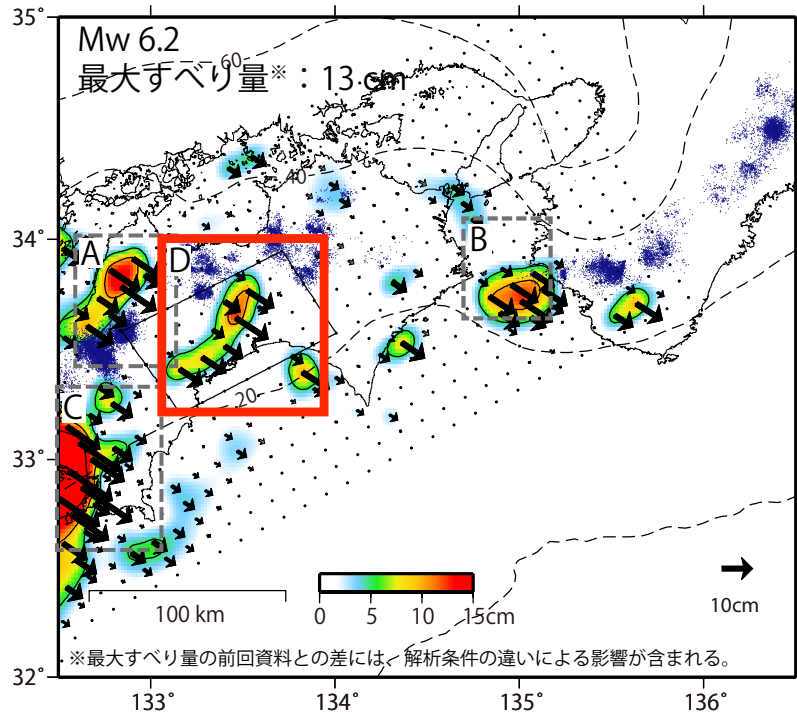 35°
Mw 6.2
60
最大すべり量※：13 cm
40
34°
A
D
B
C
20
33°
100 km
0 5 10 15cm
10cm
※最大すべり量の前回資料との差には、解析条件の違いによる影響が含まれる。
32°
133° 134° 135° 136°